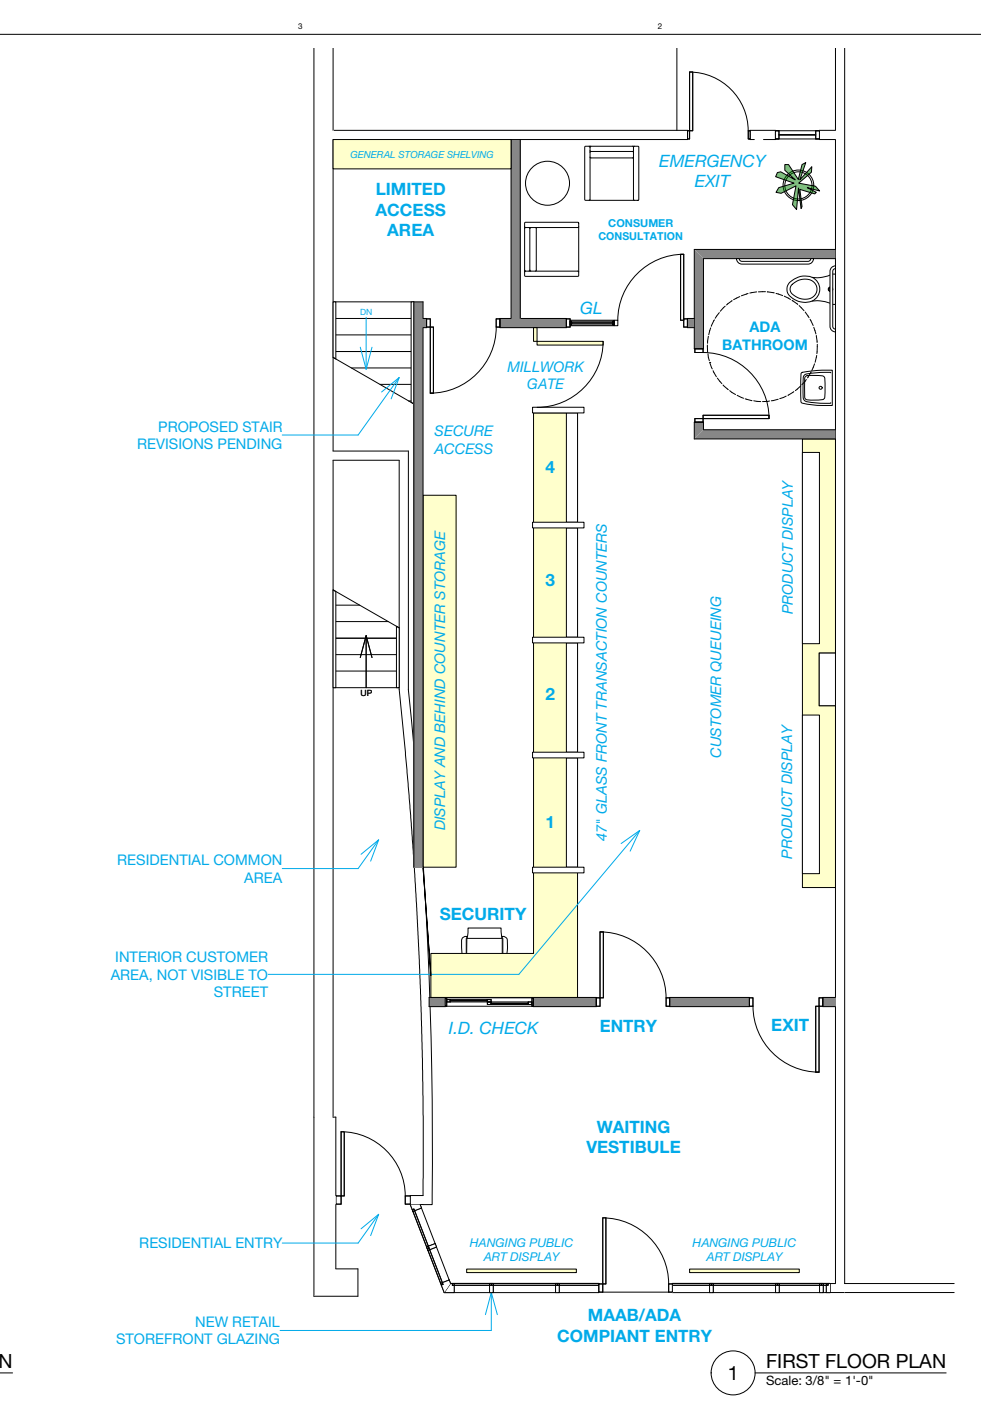 3
2
GENERAL STORAGE SHELVING
LIMITED
ACCESS
AREA
EMERGENCY
EXIT
CONSUMER
CONSULTATION
GL
DN
ADA
BATHROOM
MILLWORK
GATE
PROPOSED STAIR
REVISIONS PENDING
SECURE
ACCESS
4
3
2
1
DISPLAY AND BEHIND COUNTER STORAGE
47" GLASS FRONT TRANSACTION COUNTERS
CUSTOMER QUEUEING
PRODUCT DISPLAY
PRODUCT DISPLAY
UP
RESIDENTIAL COMMON
AREA
SECURITY
INTERIOR CUSTOMER
AREA, NOT VISIBLE TO
STREET
I.D. CHECK
ENTRY
EXIT
WAITING
VESTIBULE
RESIDENTIAL ENTRY
HANGING PUBLIC
ART DISPLAY
HANGING PUBLIC
ART DISPLAY
NEW RETAIL
STOREFRONT GLAZING
MAAB/ADA
COMPIANT ENTRY
N
1
FIRST FLOOR PLAN
Scale: 3/8" = 1'-0"